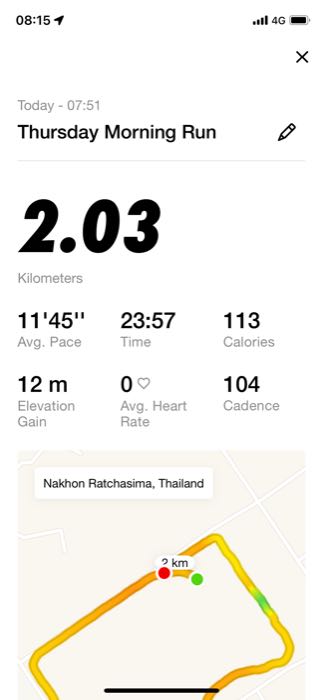 08:15
4G
Today - 07:51
Thursday Morning Run
2.03
Kilometers
11'45'' 23:57 113
Avg. Pace Time Calories
12 m 0 104
Elevation Gain Avg. Heart Rate Cadence
Nakhon Ratchasima, Thailand
2 km